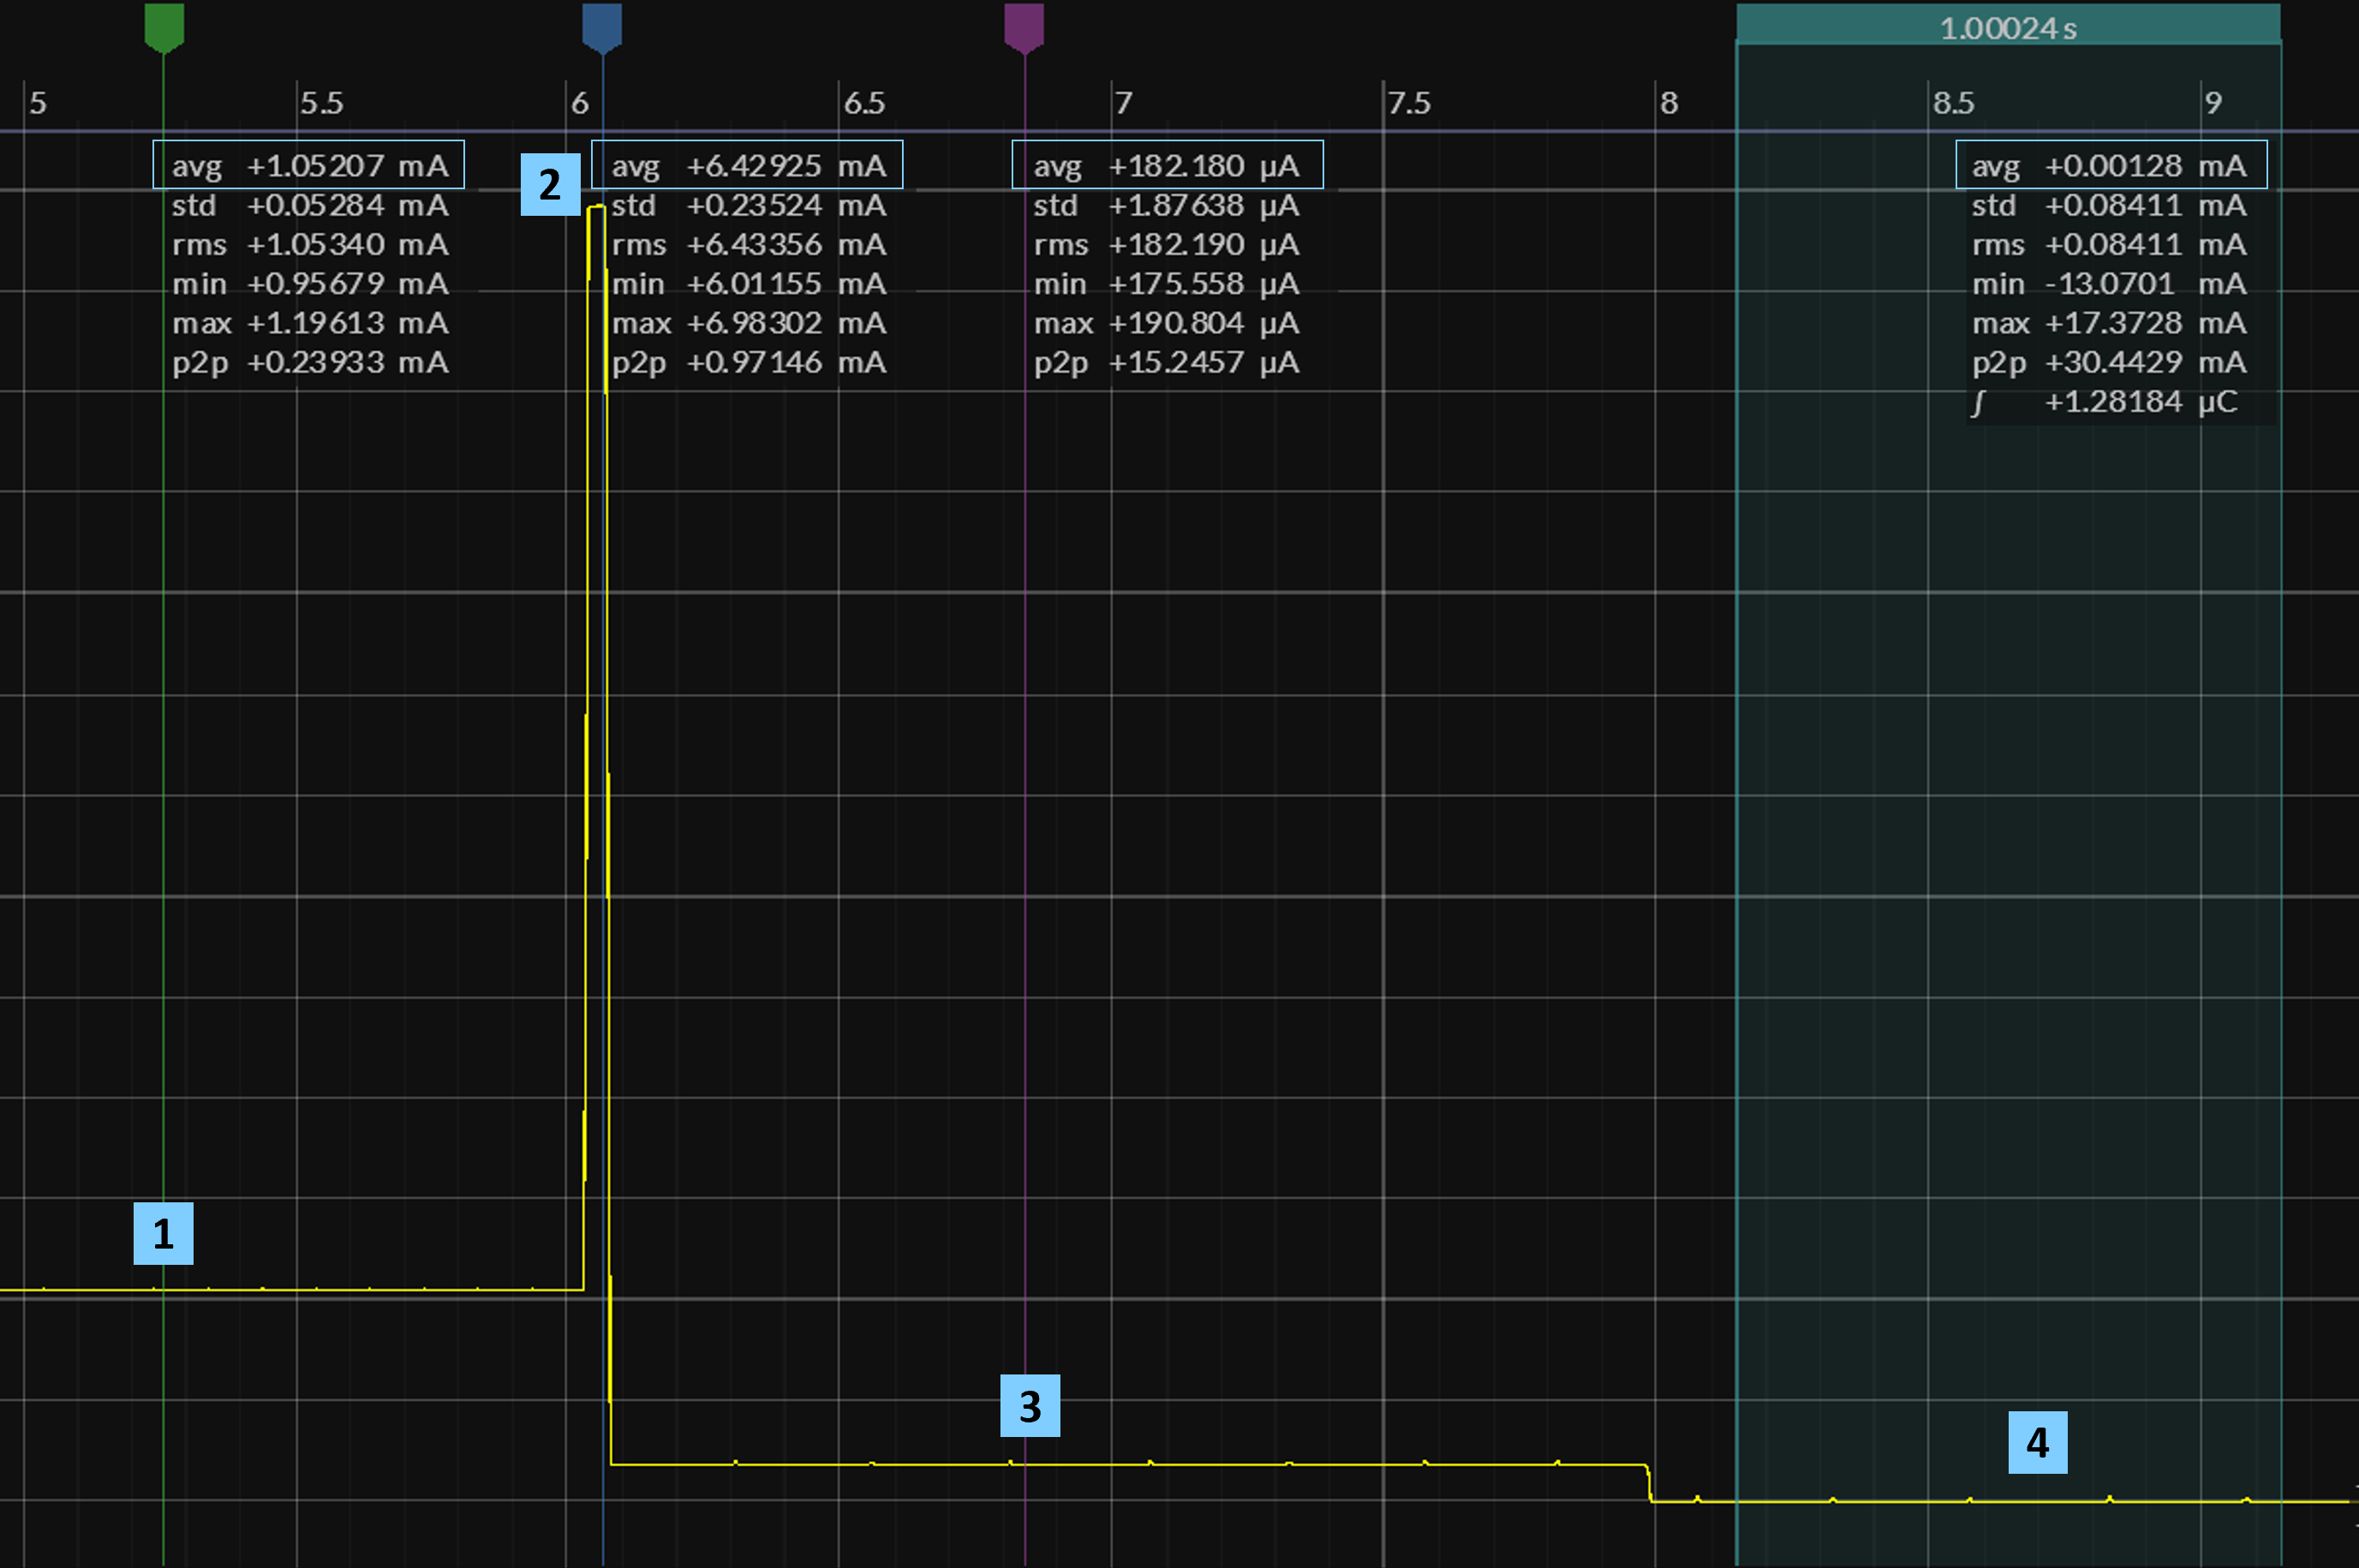 1.00024 s
5 5.5 6 6.5 7 7.5 8 8.5 9
avg +1.05207 mA
std +0.05284 mA
rms +1.05340 mA
min +0.95679 mA
max +1.19613 mA
p2p +0.23933 mA
2
avg +6.42925 mA
std +0.23524 mA
rms +6.43356 mA
min +6.01155 mA
max +6.98302 mA
p2p +0.97146 mA
avg +182.180 µA
std +1.87638 µA
rms +182.190 µA
min +175.558 µA
max +190.804 µA
p2p +15.2457 µA
avg +0.00128 mA
std +0.08411 mA
rms +0.08411 mA
min -13.0701 mA
max +17.3728 mA
p2p +30.4429 mA
∫ +1.28184 µC
1
3
4